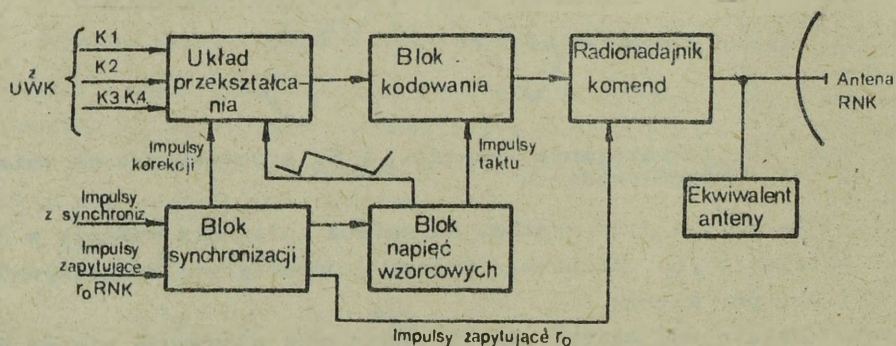 z
UWK
K1
K2
K3 K4
Układ
przekształca-
nia
Blok
kodowania
Radionadajnik
komend
Antena
RNK
Impulsy
korekcji
Impulsy
taktu
Impulsy
z synchroniz.
Impulsy
zapytujące
r₀ RNK
Blok
synchronizacji
Blok
napięć
wzorcowych
Ekwiwalent
anteny
Impulsy zapytujące r₀